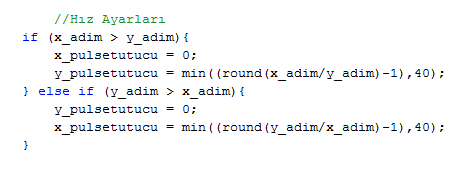 //Hız Ayarları
if (x_adim > y_adim){
x_pulsetutucu = 0;
y_pulsetutucu = min((round(x_adim/y_adim)-1),40);
} else if (y_adim > x_adim){
y_pulsetutucu = 0;
x_pulsetutucu = min((round(y_adim/x_adim)-1),40);
}